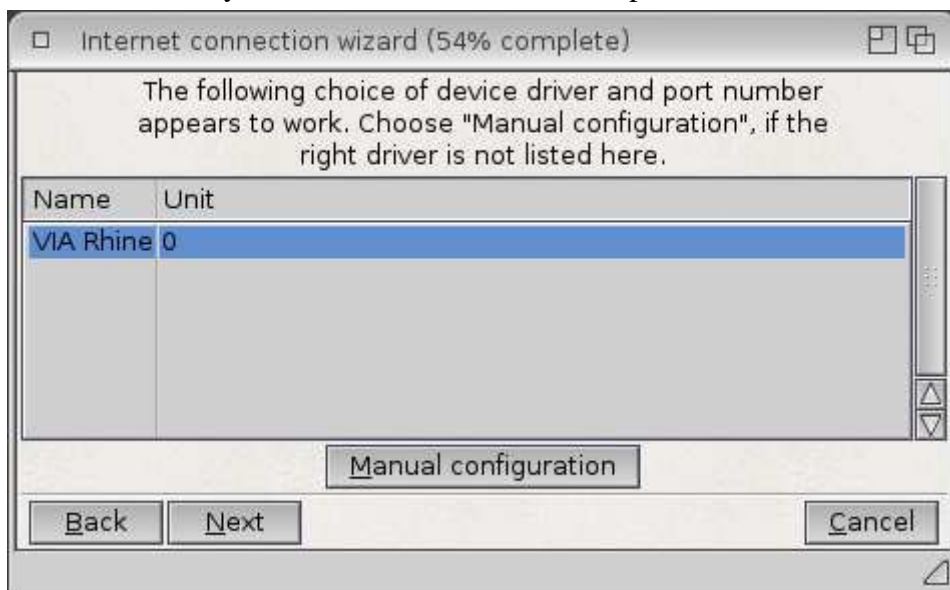 Internet connection wizard (54% complete)
The following choice of device driver and port number
appears to work. Choose "Manual configuration", if the
right driver is not listed here.
Name Unit
VIA Rhine 0
Manual configuration
Back Next Cancel